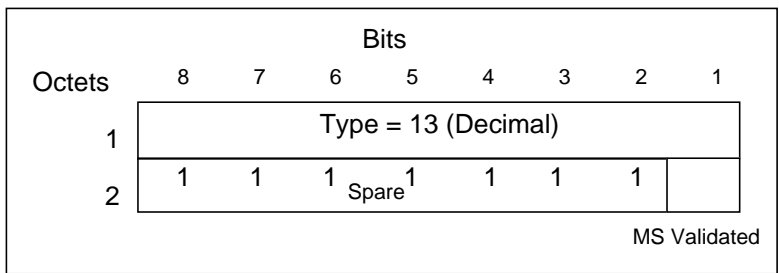 Bits
Octets 8 7 6 5 4 3 2 1
1 Type = 13 (Decimal)
2 1 1 1 1 1 1 1
Spare
MS Validated